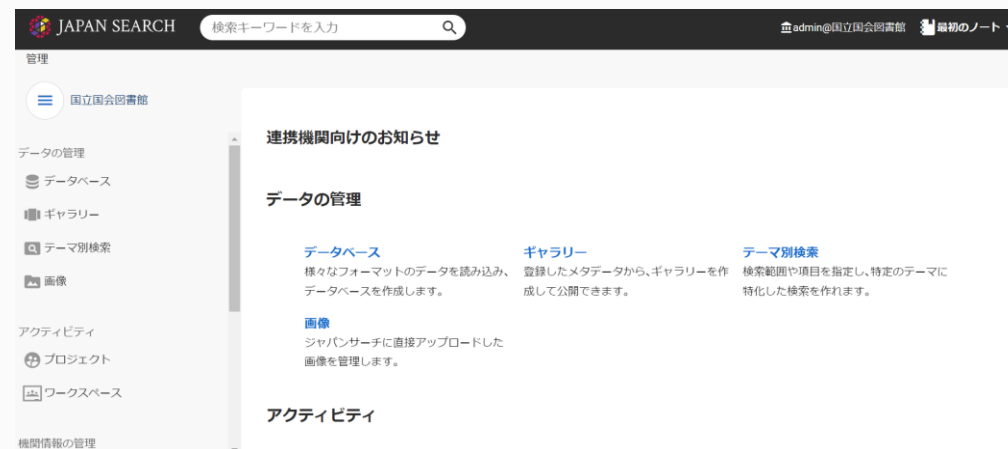 JAPAN SEARCH
検索キーワードを入力
admin@国立国会図書館
最初のノート
管理
国立国会図書館
データの管理
データベース
ギャラリー
テーマ別検索
画像
アクティビティ
プロジェクト
ワークスペース
機関情報の管理
連携機関向けのお知らせ
データの管理
データベース
様々なフォーマットのデータを読み込み、
データベースを作成します。
ギャラリー
登録したメタデータから、ギャラリーを作
成して公開できます。
テーマ別検索
検索範囲や項目を指定し、特定のテーマに
特化した検索を作れます。
画像
ジャパンサーチに直接アップロードした
画像を管理します。
アクティビティ